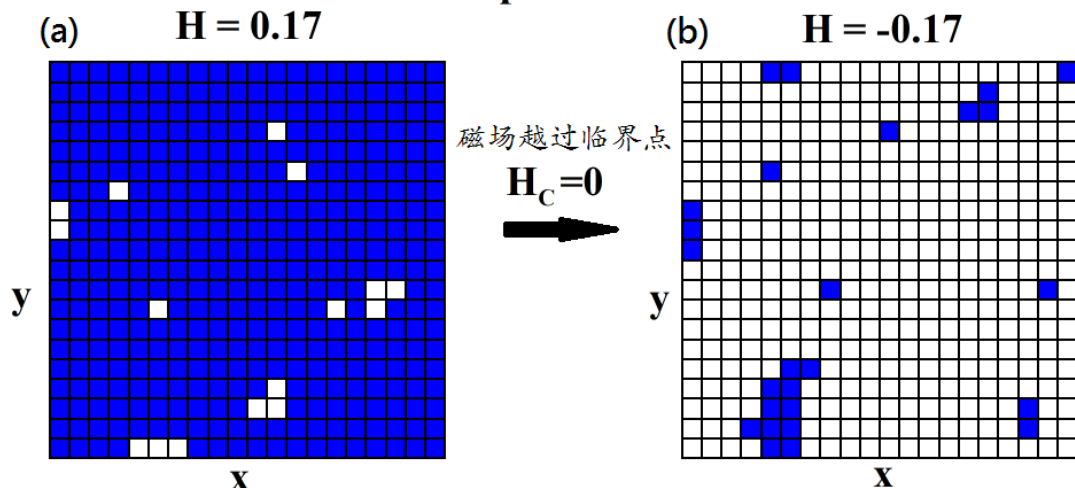 (a) H = 0.17
(b) H = -0.17
磁场越过临界点
H_C=0
y
x
y
x